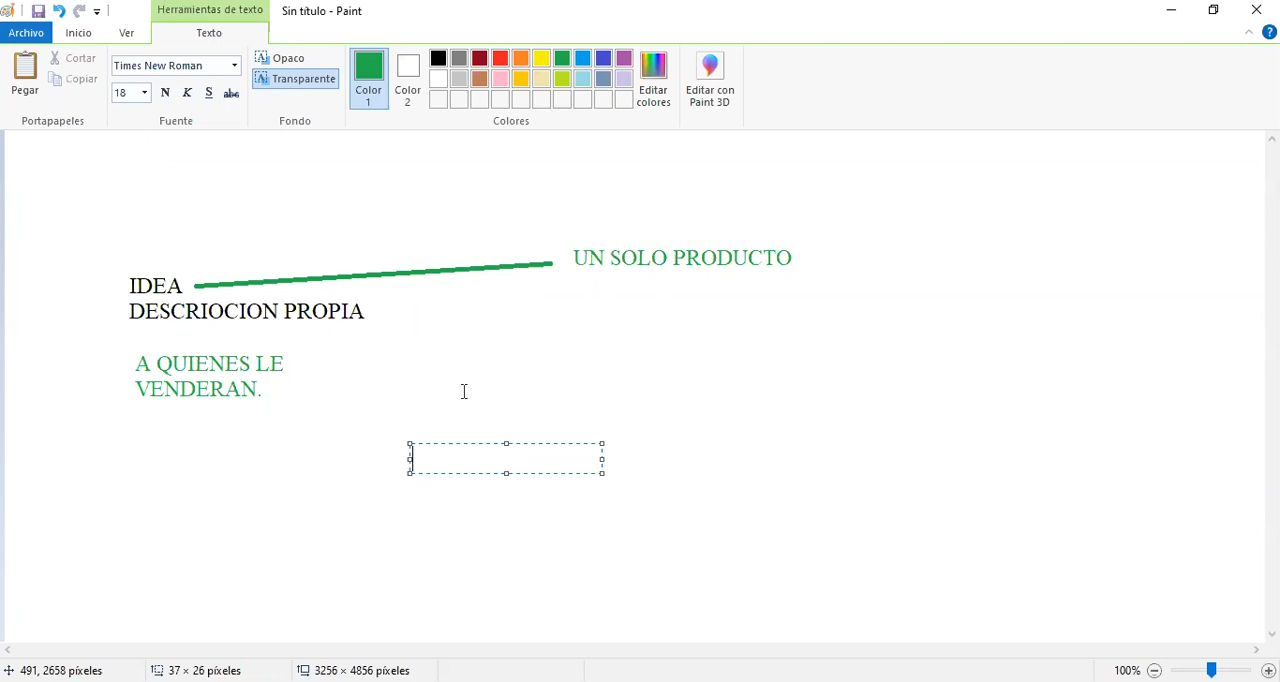 Herramientas de texto
Sin título - Paint
Archivo
Inicio
Ver
Texto
Pegar
Cortar
Copiar
Portapapeles
Times New Roman
18
N K S abc
Fuente
Opaco
Transparente
Fondo
Color 1
Color 2
Editar colores
Colores
Editar con Paint 3D
UN SOLO PRODUCTO
IDEA
DESCRIOCION PROPIA
A QUIENES LE
VENDERAN.
491, 2658 píxeles
37 × 26 píxeles
3256 × 4856 píxeles
100%